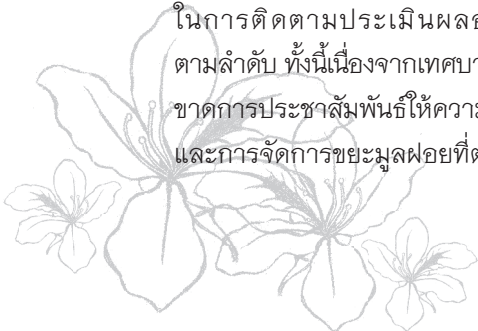 ในการติดตามประเมินผล
ตามลำดับ ทั้งนี้เนื่องจากเทศบา
ขาดการประชาสัมพันธ์ให้ความ
และการจัดการขยะมูลฝอยที่ต